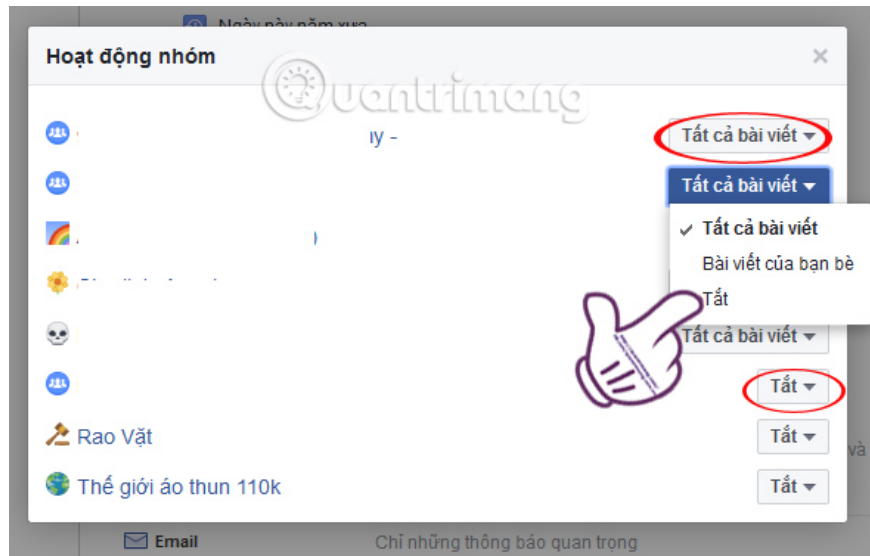 Ngày này năm xưa
Hoạt động nhóm
Quantrimang
Tất cả bài viết
Tất cả bài viết
Tất cả bài viết
Bài viết của bạn bè
Tắt
Tất cả bài viết
Tắt
Rao Vặt
Tắt
và
Thế giới áo thun 110k
Tắt
Email
Chỉ những thông báo quan trọng